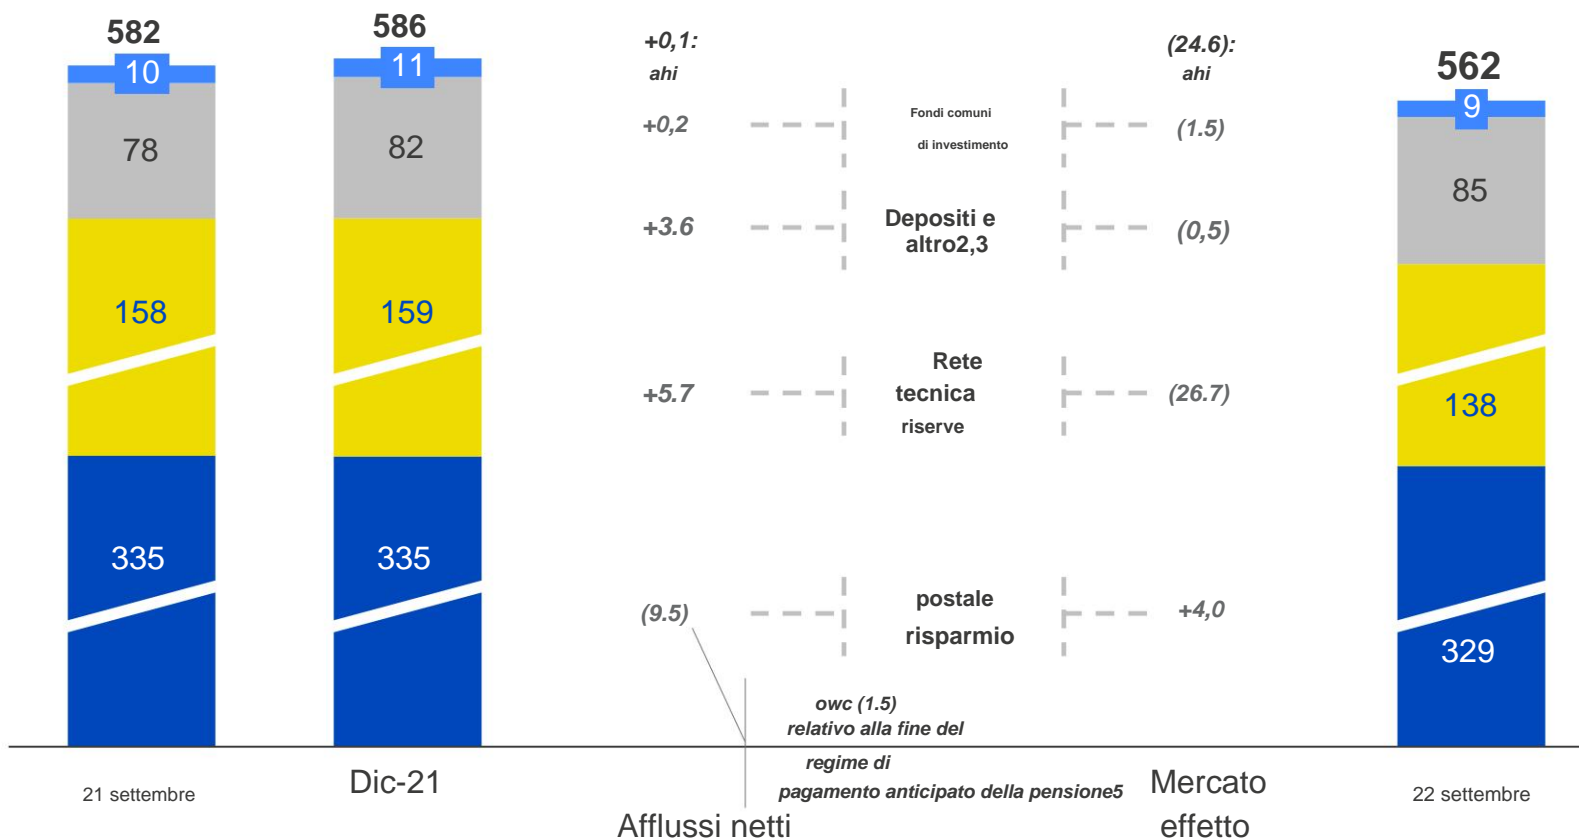 582
10
78
158
335
21 settembre
586
11
82
159
335
Dic-21
+0,1:
ahi
+0,2
+3.6
+5.7
(9.5)
Afflussi netti
Fondi comuni
di investimento
Depositi e
altro2,3
Rete
tecnica
riserve
postale
risparmio
owc (1.5)
relativo alla fine del
regime di
pagamento anticipato della pensione5
(24.6):
ahi
(1.5)
(0,5)
(26.7)
+4,0
Mercato
effetto
562
9
85
138
329
22 settembre